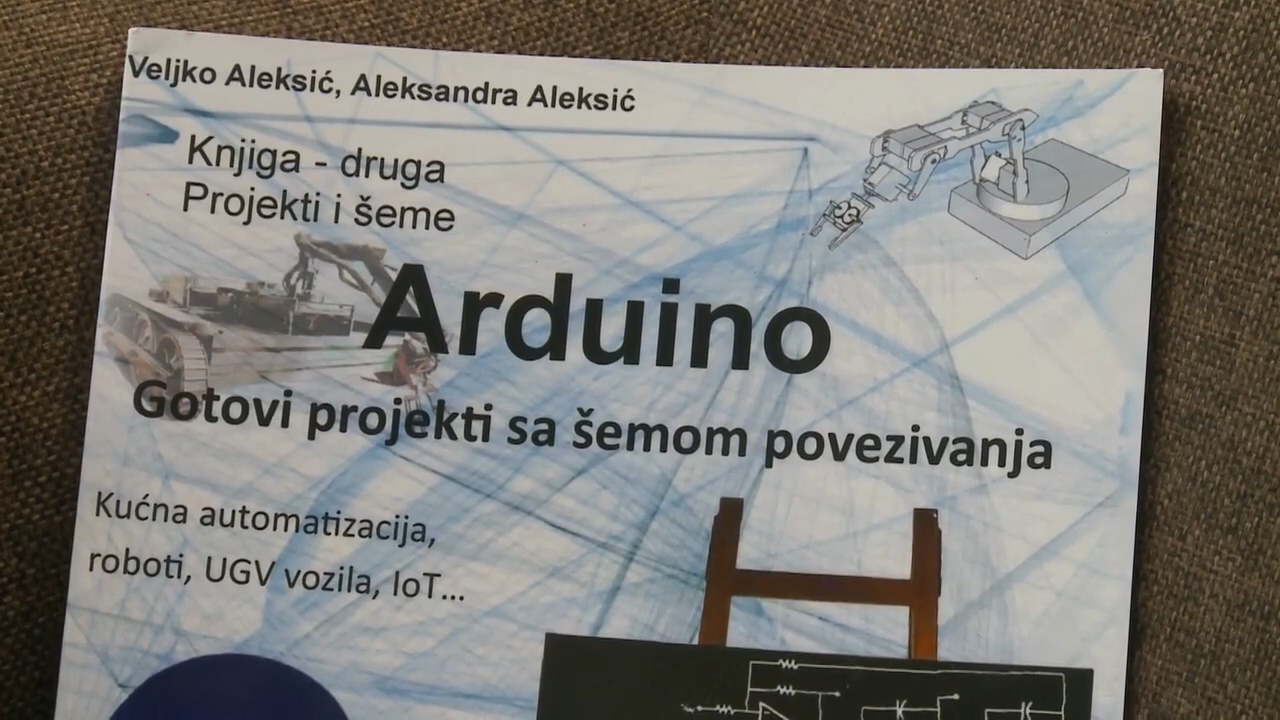 Veljko Aleksić, Aleksandra Aleksić
Knjiga - druga
Projekti i šeme
Arduino
Gotovi projekti sa šemom povezivanja
Kućna automatizacija,
roboti, UGV vozila, IoT...